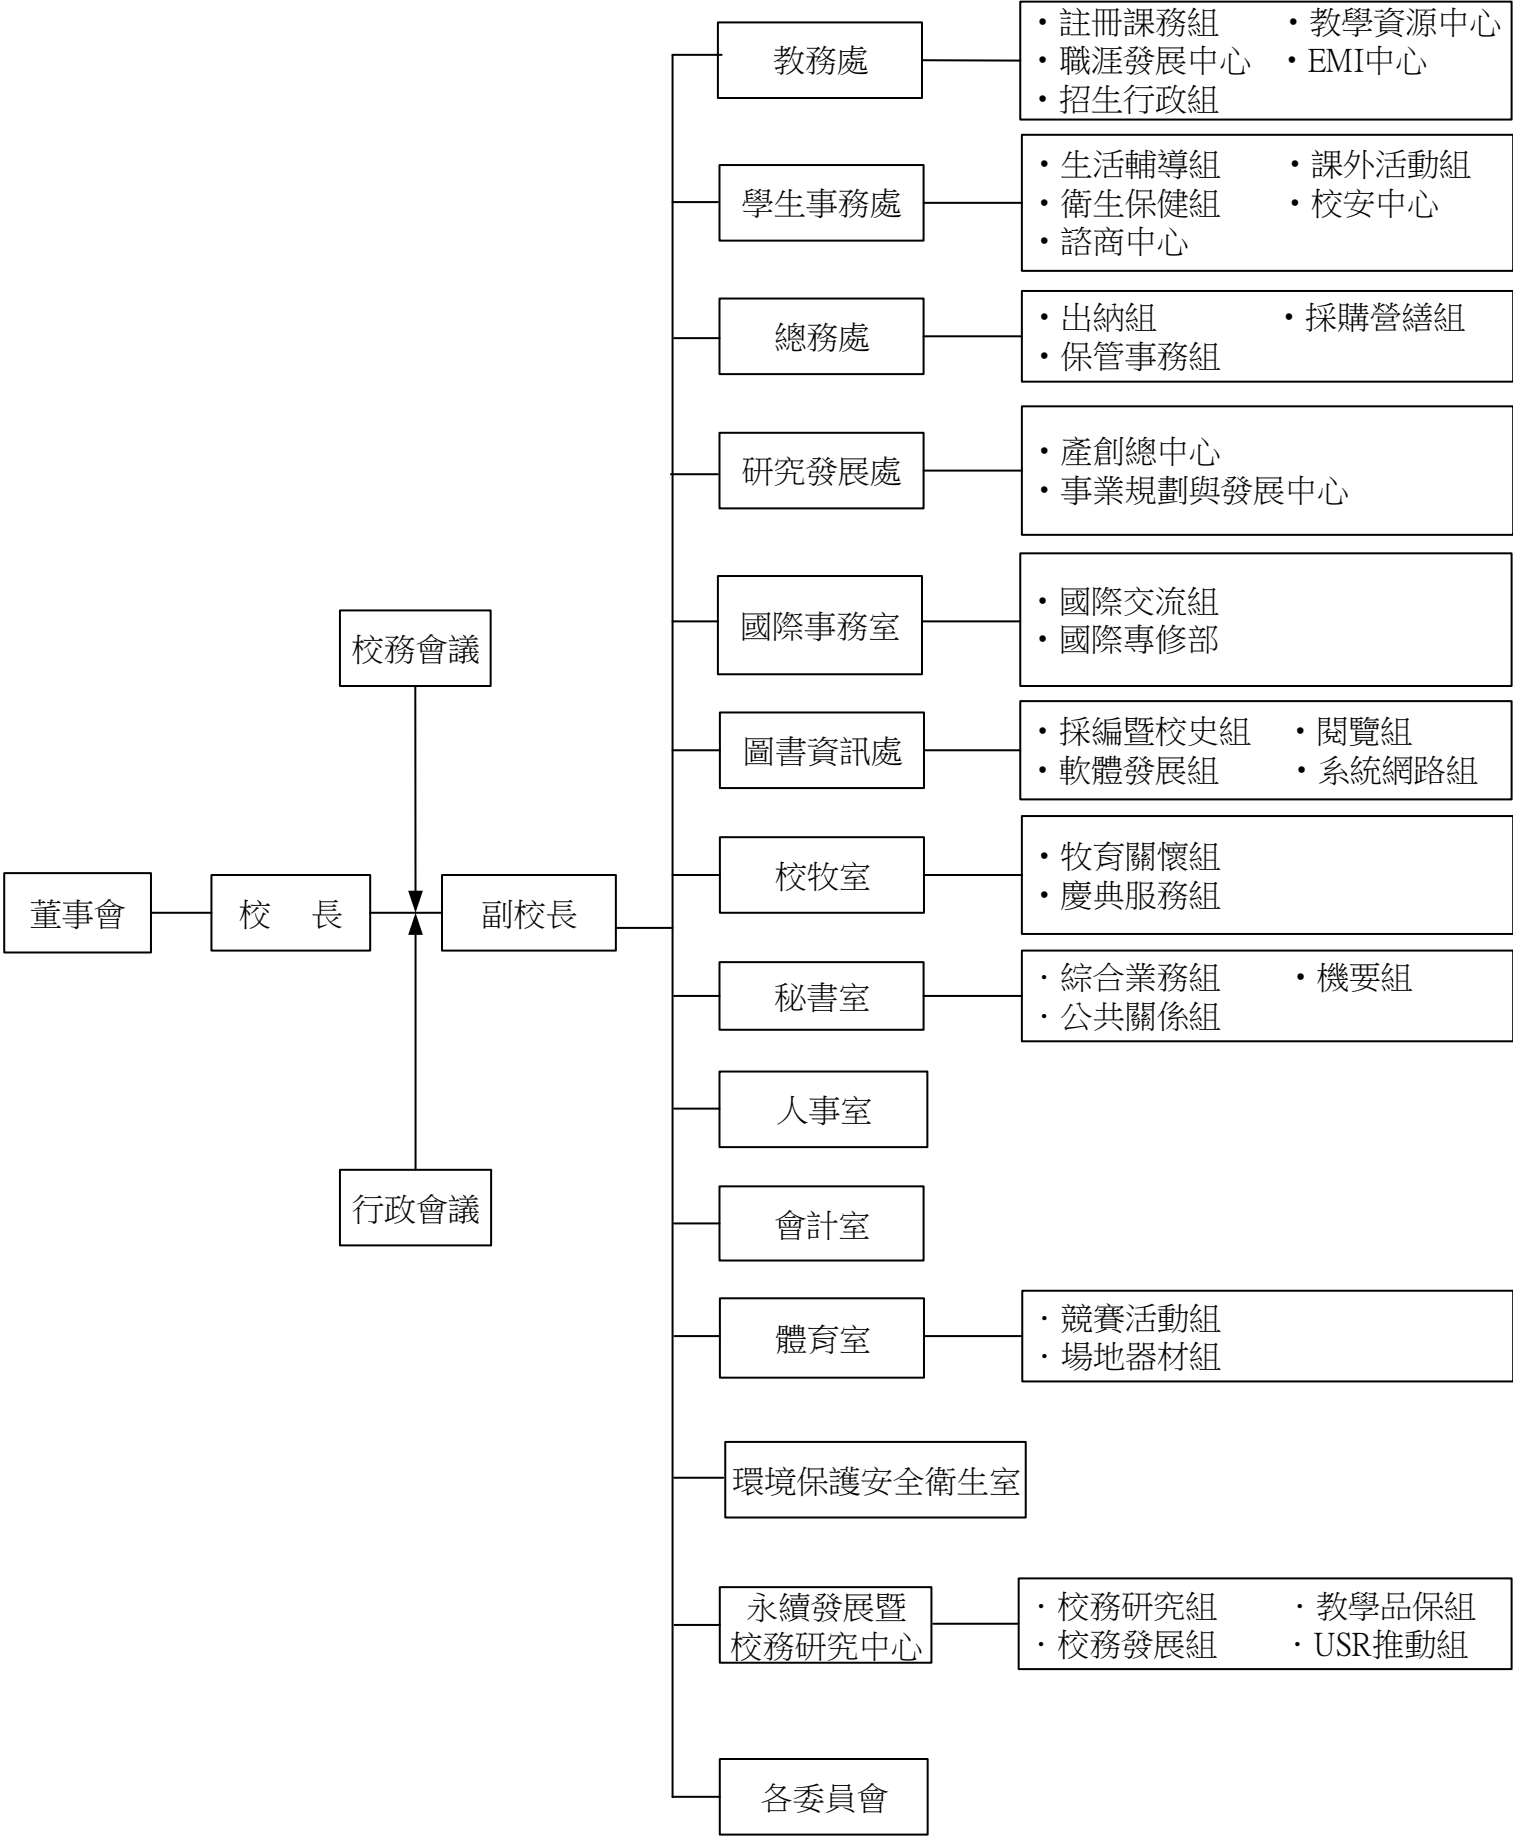 董事會
校 長
校務會議
行政會議
副校長
教務處
・註冊課務組 ・教學資源中心
・職涯發展中心 ・EMI中心
・招生行政組
學生事務處
・生活輔導組 ・課外活動組
・衛生保健組 ・校安中心
・諮商中心
總務處
・出納組 ・採購營繕組
・保管事務組
研究發展處
・產創總中心
・事業規劃與發展中心
國際事務室
・國際交流組
・國際專修部
圖書資訊處
・採編暨校史組 ・閱覽組
・軟體發展組 ・系統網路組
校牧室
・牧育關懷組
・慶典服務組
秘書室
・綜合業務組 ・機要組
・公共關係組
人事室
會計室
體育室
・競賽活動組
・場地器材組
環境保護安全衛生室
永續發展暨
校務研究中心
・校務研究組 ・教學品保組
・校務發展組 ・USR推動組
各委員會